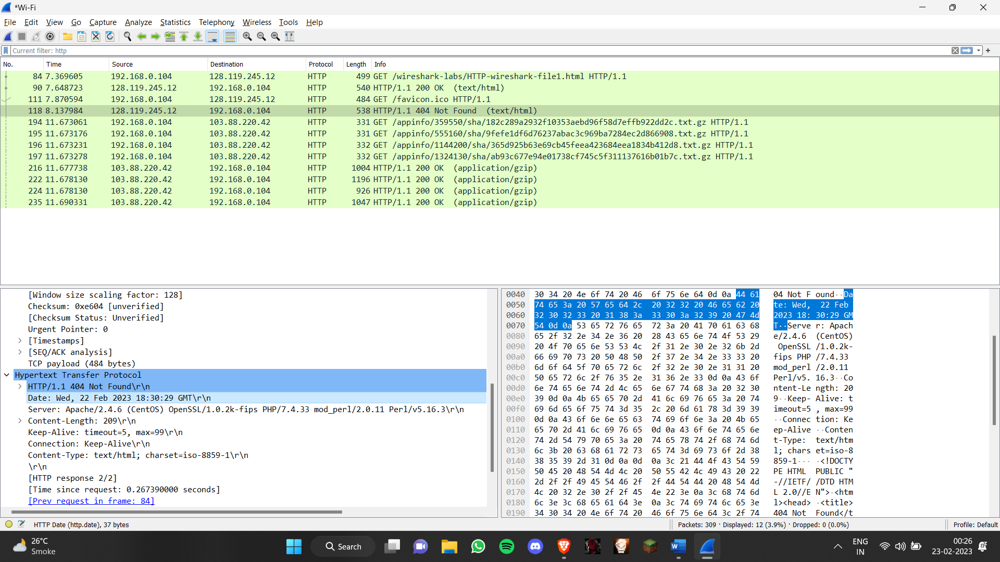 *Wi-Fi
File Edit View Go Capture Analyze Statistics Telephony Wireless Tools Help
Current filter: http
No. Time Source Destination Protocol Length Info
84 7.369605 192.168.0.104 128.119.245.12 HTTP 499 GET /wireshark-labs/HTTP-wireshark-file1.html HTTP/1.1
90 7.648723 128.119.245.12 192.168.0.104 HTTP 540 HTTP/1.1 200 OK (text/html)
111 7.870594 192.168.0.104 128.119.245.12 HTTP 484 GET /favicon.ico HTTP/1.1
118 8.137984 128.119.245.12 192.168.0.104 HTTP 538 HTTP/1.1 404 Not Found (text/html)
194 11.673061 192.168.0.104 103.88.220.42 HTTP 331 GET /appinfo/359550/sha/182c289a2932f10353aebd96f58d7effb922dd2c.txt.gz HTTP/1.1
195 11.673176 192.168.0.104 103.88.220.42 HTTP 331 GET /appinfo/555160/sha/9fefe1df6d76237abac3c969ba7284ec2d866908.txt.gz HTTP/1.1
196 11.673231 192.168.0.104 103.88.220.42 HTTP 332 GET /appinfo/1144200/sha/365d925b63e69cb45feea423684eea1834b412d8.txt.gz HTTP/1.1
197 11.673278 192.168.0.104 103.88.220.42 HTTP 332 GET /appinfo/1324130/sha/ab93c677e94e01738cf745c5f311137616b01b7c.txt.gz HTTP/1.1
216 11.677738 103.88.220.42 192.168.0.104 HTTP 1004 HTTP/1.1 200 OK (application/gzip)
222 11.678130 103.88.220.42 192.168.0.104 HTTP 1196 HTTP/1.1 200 OK (application/gzip)
224 11.678130 103.88.220.42 192.168.0.104 HTTP 926 HTTP/1.1 200 OK (application/gzip)
235 11.690331 103.88.220.42 192.168.0.104 HTTP 1047 HTTP/1.1 200 OK (application/gzip)
[Window size scaling factor: 128]
Checksum: 0xe604 [unverified]
[Checksum Status: Unverified]
Urgent Pointer: 0
[Timestamps]
[SEQ/ACK analysis]
TCP payload (484 bytes)
Hypertext Transfer Protocol
HTTP/1.1 404 Not Found\r\n
Date: Wed, 22 Feb 2023 18:30:29 GMT\r\n
Server: Apache/2.4.6 (CentOS) OpenSSL/1.0.2k-fips PHP/7.4.33 mod_perl/2.0.11 Perl/v5.16.3\r\n
Content-Length: 209\r\n
Keep-Alive: timeout=5, max=99\r\n
Connection: Keep-Alive\r\n
Content-Type: text/html; charset=iso-8859-1\r\n
\r\n
[HTTP response 2/2]
[Time since request: 0.267390000 seconds]
[Prev request in frame: 84]
0040 30 34 20 4e 6f 74 20 46 6f 75 6e 64 0d 0a 44 61 04 Not F ound··Da
0050 74 65 3a 20 57 65 64 2c 20 32 32 20 46 65 62 20 te: Wed, 22 Feb
0060 32 30 32 33 20 31 38 3a 33 30 3a 32 39 20 47 4d 2023 18: 30:29 GM
0070 54 0d 0a 53 65 72 76 65 72 3a 20 41 70 61 63 68 T··Serve r: Apach
0080 65 2f 32 2e 34 2e 36 20 28 43 65 6e 74 4f 53 29 e/2.4.6 (CentOS)
0090 20 4f 70 65 6e 53 53 4c 2f 31 2e 30 2e 32 6b 2d OpenSSL /1.0.2k-
00a0 66 69 70 73 20 50 48 50 2f 37 2e 34 2e 33 33 20 fips PHP /7.4.33
00b0 6d 6f 64 5f 70 65 72 6c 2f 32 2e 30 2e 31 31 20 mod_perl /2.0.11
00c0 50 65 72 6c 2f 76 35 2e 31 36 2e 33 0d 0a 43 6f Perl/v5. 16.3··Co
00d0 6e 74 65 6e 74 2d 4c 65 6e 67 74 68 3a 20 32 30 ntent-Le ngth: 20
00e0 39 0d 0a 4b 65 65 70 2d 41 6c 69 76 65 3a 20 74 9··Keep- Alive: t
00f0 69 6d 65 6f 75 74 3d 35 2c 20 6d 61 78 3d 39 39 imeout=5 , max=99
0100 0d 0a 43 6f 6e 6e 65 63 74 69 6f 6e 3a 20 4b 65 ··Connec tion: Ke
0110 65 70 2d 41 6c 69 76 65 0d 0a 43 6f 6e 74 65 6e ep-Alive ··Conten
0120 74 2d 54 79 70 65 3a 20 74 65 78 74 2f 68 74 6d t-Type: text/htm
0130 6c 3b 20 63 68 61 72 73 65 74 3d 69 73 6f 2d 38 l; chars et=iso-8
0140 38 35 39 2d 31 0d 0a 0d 0a 3c 21 44 4f 43 54 59 859-1··· ·<!DOCTY
0150 50 45 20 48 54 4d 4c 20 50 55 42 4c 49 43 20 22 PE HTML PUBLIC "
0160 2d 2f 2f 49 45 54 46 2f 2f 44 54 44 20 48 54 4d -//IETF/ /DTD HTM
0170 4c 20 32 2e 30 2f 2f 45 4e 22 3e 0a 3c 68 74 6d L 2.0//E N">·<htm
0180 6c 3e 3c 68 65 61 64 3e 0a 3c 74 69 74 6c 65 3e l><head> ·<title>
0190 34 30 34 20 4e 6f 74 20 46 6f 75 6e 64 3c 2f 74 404 Not Found</t
HTTP Date (http.date), 37 bytes
Packets: 309 · Displayed: 12 (3.9%) · Dropped: 0 (0.0%)
Profile: Default
26°C
Smoke
Search
ENG
IN
00:26
23-02-2023